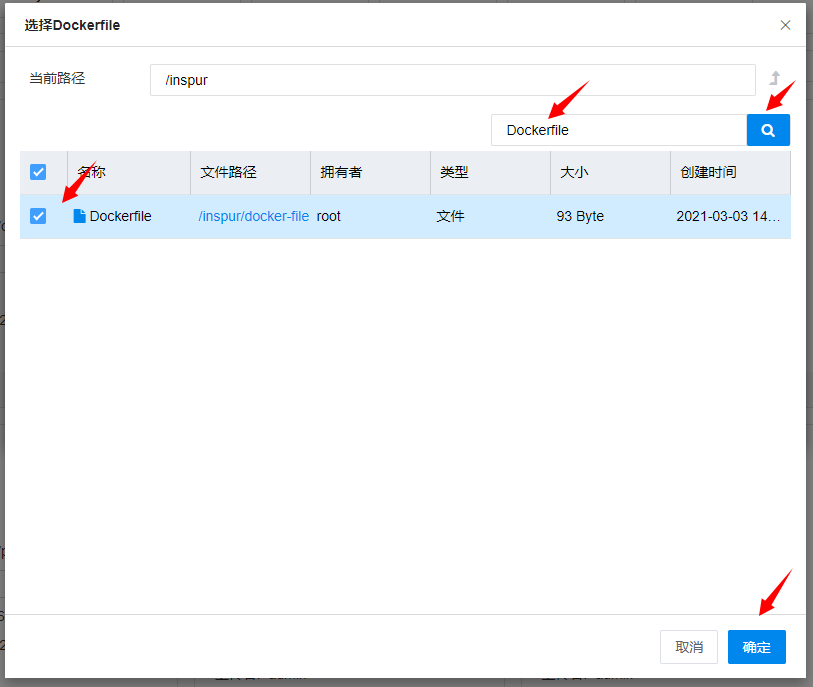 选择Dockerfile
当前路径 /inspur
Dockerfile
名称 文件路径 拥有者 类型 大小 创建时间
Dockerfile /inspur/docker-file root 文件 93 Byte 2021-03-03 14...
取消 确定